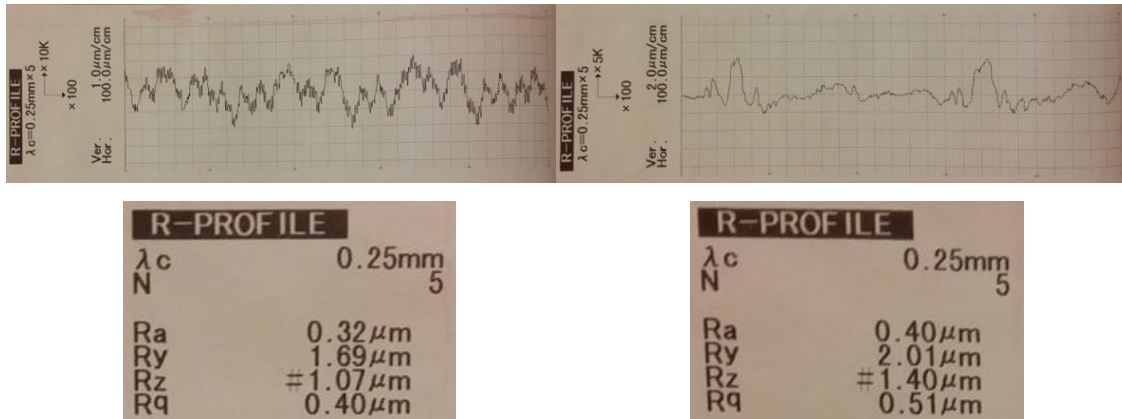 R-PROFILE
λc=0.25mm×5
×10K
×100
Ver. 1.0μm/cm
Hor. 100.0μm/cm
R-PROFILE
λc=0.25mm×5
×5K
×100
Ver. 2.0μm/cm
Hor. 100.0μm/cm
R-PROFILE
λc 0.25mm
N 5
Ra 0.32μm
Ry 1.69μm
Rz #1.07μm
Rq 0.40μm
R-PROFILE
λc 0.25mm
N 5
Ra 0.40μm
Ry 2.01μm
Rz #1.40μm
Rq 0.51μm